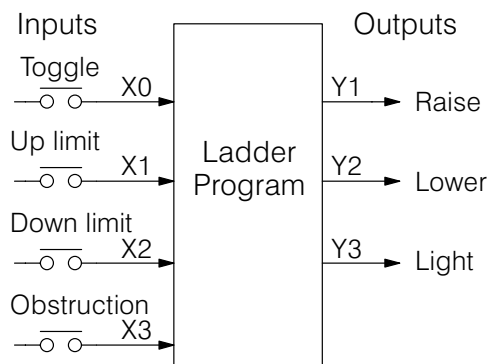 Inputs
Outputs
Toggle
X0
Up limit
X1
Down limit
X2
Obstruction
X3
Ladder
Program
Y1
Raise
Y2
Lower
Y3
Light